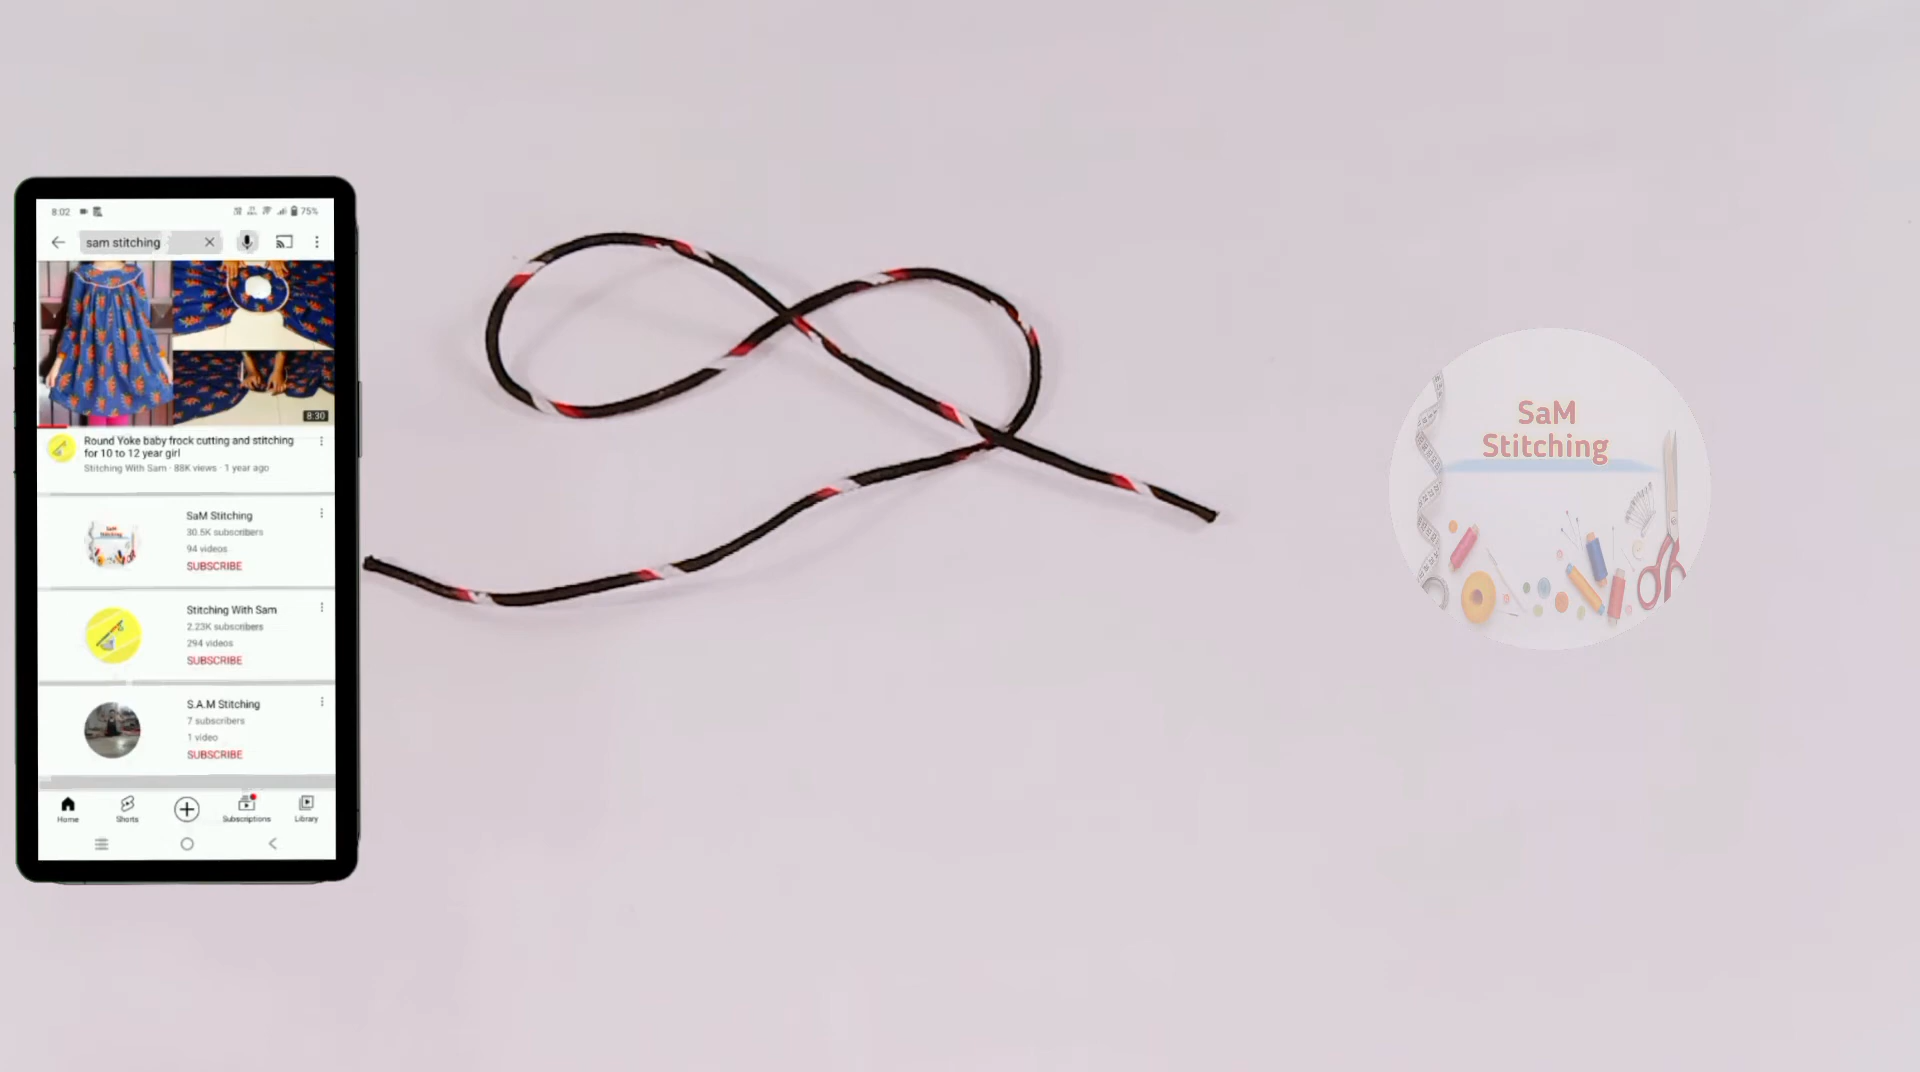 8:02
75%
sam stitching
8:30
Round Yoke baby frock cutting and stitching
for 10 to 12 year girl
Stitching With Sam · 88K views · 1 year ago
SaM Stitching
30.5K subscribers
94 videos
SUBSCRIBE
Stitching With Sam
2.23K subscribers
294 videos
SUBSCRIBE
S.A.M Stitching
7 subscribers
1 video
SUBSCRIBE
Home
Shorts
Subscriptions
Library
SaM
Stitching